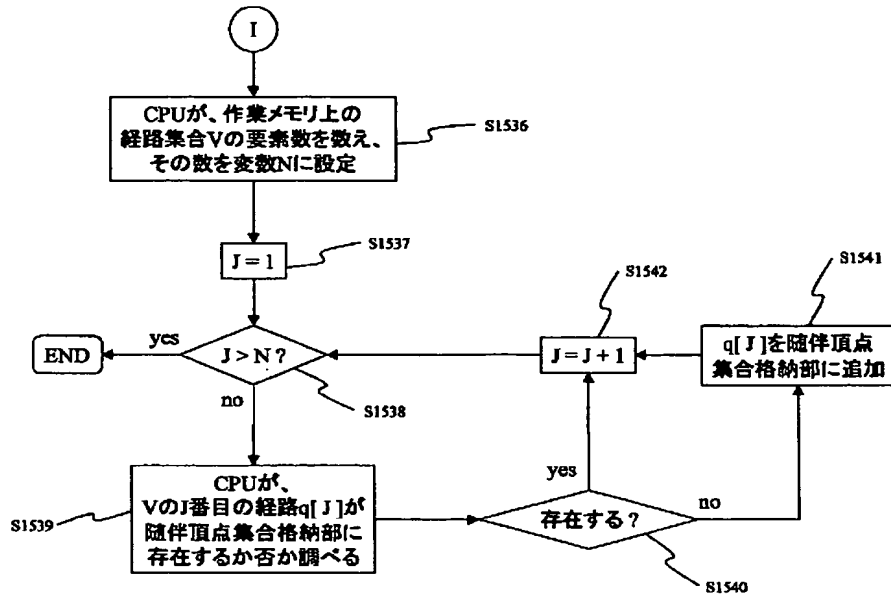 I
CPUが、作業メモリ上の
経路集合Vの要素数を数え、
その数を変数Nに設定
S1536
J = 1
S1537
J > N ?
yes
no
END
S1538
CPUが、
VのJ番目の経路q[ J ]が
随伴頂点集合格納部に
存在するか否か調べる
S1539
存在する?
yes
no
S1540
q[ J ]を随伴頂点
集合格納部に追加
S1541
J = J + 1
S1542